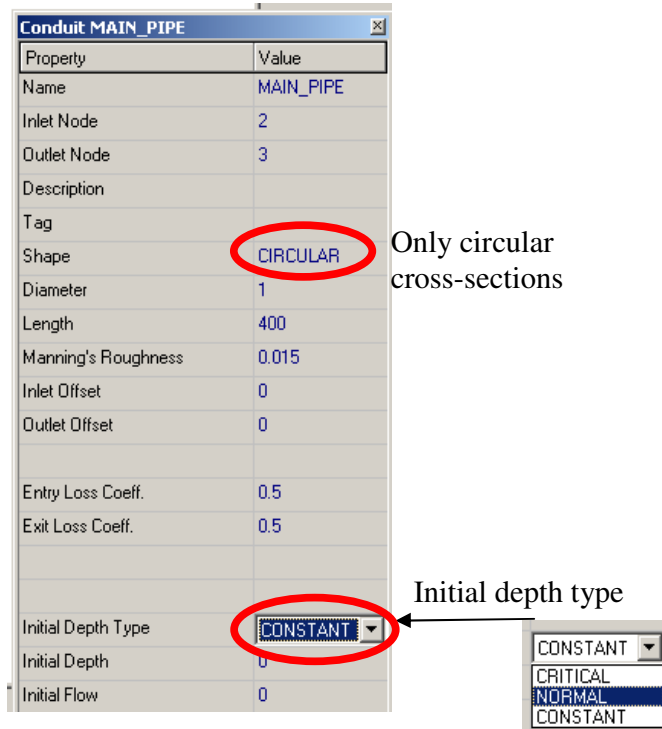 Conduit MAIN_PIPE
Property Value
Name MAIN_PIPE
Inlet Node 2
Outlet Node 3
Description
Tag
Shape CIRCULAR
Only circular
cross-sections
Diameter 1
Length 400
Manning's Roughness 0.015
Inlet Offset 0
Outlet Offset 0
Entry Loss Coeff. 0.5
Exit Loss Coeff. 0.5
Initial depth type
Initial Depth Type CONSTANT
Initial Depth 0
Initial Flow 0
CONSTANT
CRITICAL
NORMAL
CONSTANT